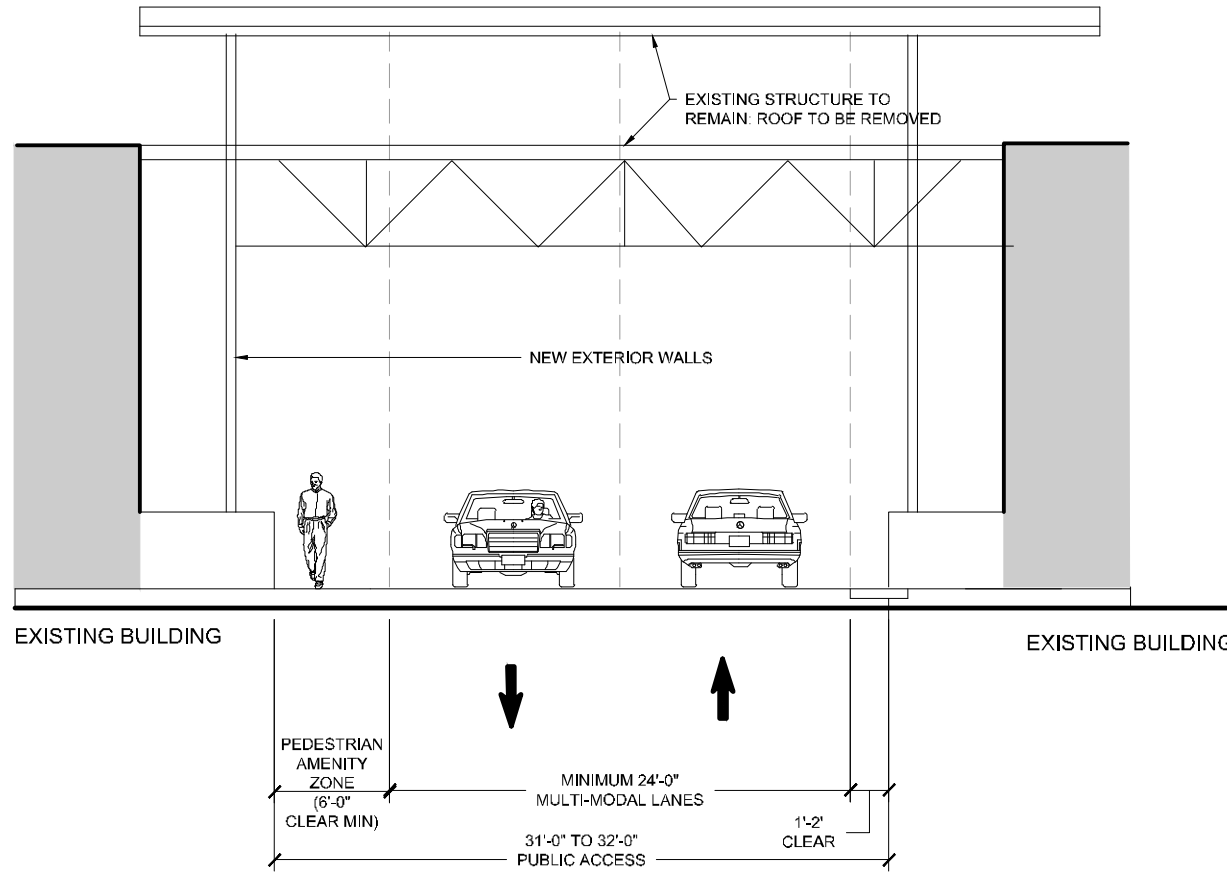 EXISTING STRUCTURE TO
REMAIN: ROOF TO BE REMOVED
NEW EXTERIOR WALLS
EXISTING BUILDING
EXISTING BUILDING
PEDESTRIAN
AMENITY
ZONE
(6'-0"
CLEAR MIN)
MINIMUM 24'-0"
MULTI-MODAL LANES
1'-2'
CLEAR
31'-0" TO 32'-0"
PUBLIC ACCESS